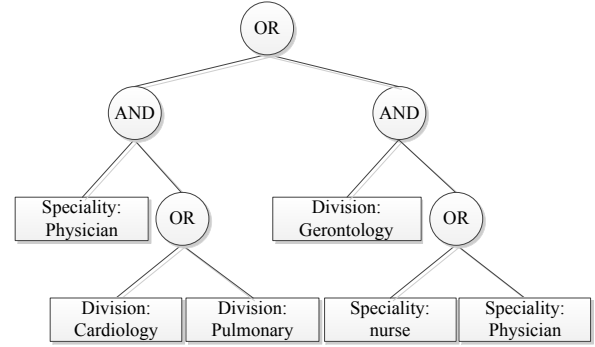 OR
AND
AND
Speciality:
Physician
OR
Division:
Gerontology
OR
Division:
Cardiology
Division:
Pulmonary
Speciality:
nurse
Speciality:
Physician